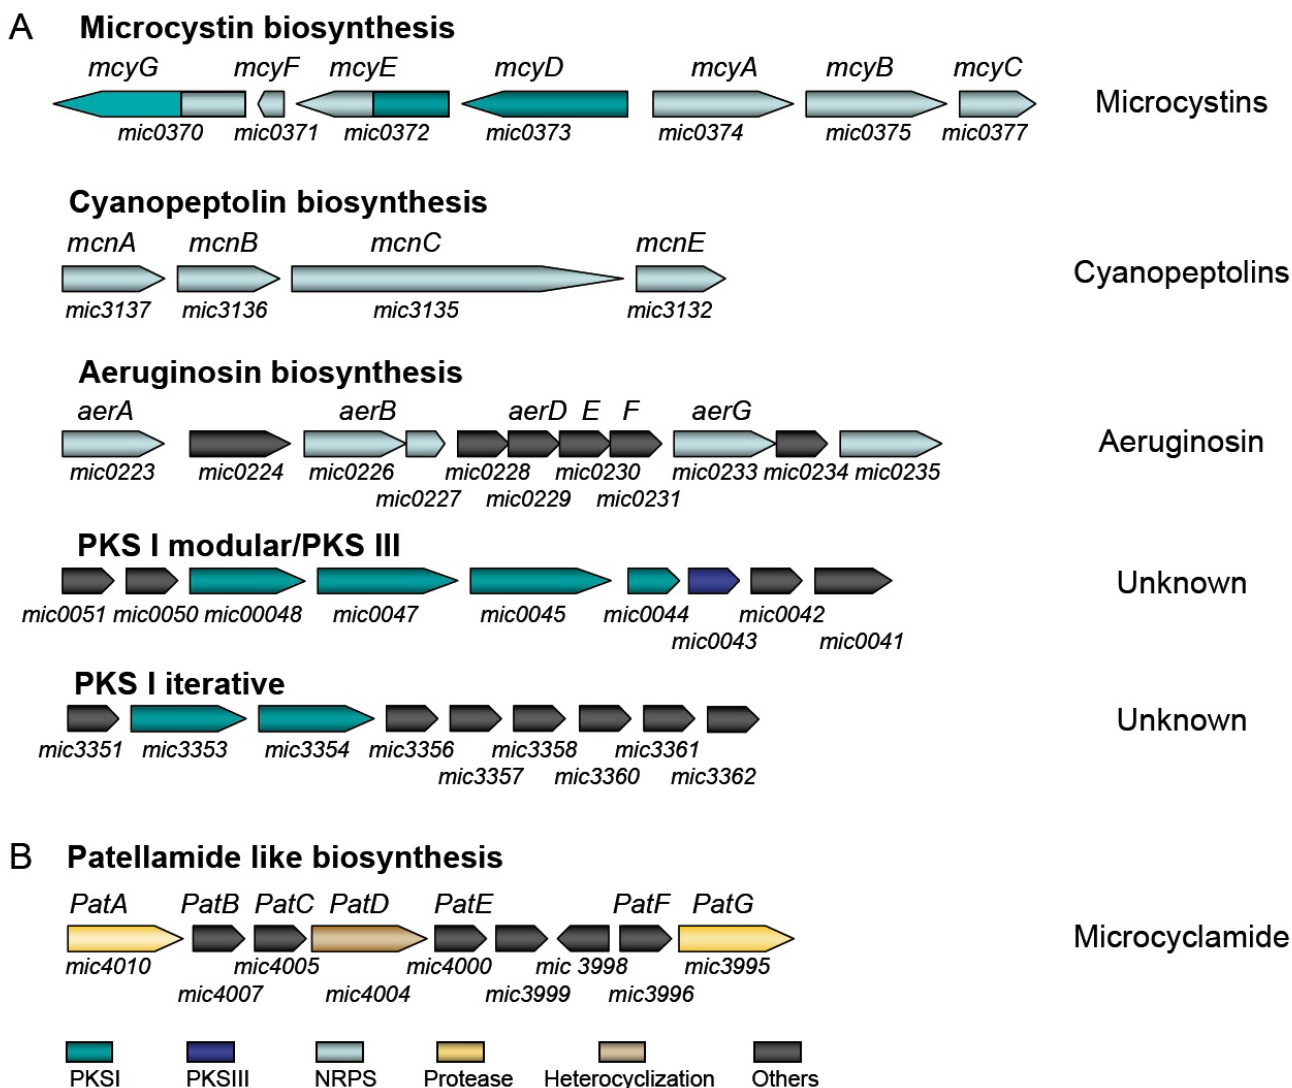 A Microcystin biosynthesis
mcyG mcyF mcyE mcyD mcyA mcyB mcyC
Microcystins
mic0370 mic0371 mic0372 mic0373 mic0374 mic0375 mic0377
Cyanopeptolin biosynthesis
mcnA mcnB mcnC mcnE
Cyanopeptolins
mic3137 mic3136 mic3135 mic3132
Aeruginosin biosynthesis
aerA aerB aerD E F aerG
Aeruginosin
mic0223 mic0224 mic0226 mic0228 mic0230 mic0233 mic0234 mic0235
mic0227 mic0229 mic0231
PKS I modular/PKS III
Unknown
mic0051 mic0050 mic00048 mic0047 mic0045 mic0044 mic0042
mic0043 mic0041
PKS I iterative
Unknown
mic3351 mic3353 mic3354 mic3356 mic3358 mic3361
mic3357 mic3360 mic3362
B Patellamide like biosynthesis
PatA PatB PatC PatD PatE PatF PatG
Microcyclamide
mic4010 mic4005 mic4000 mic 3998 mic3995
mic4007 mic4004 mic3999 mic3996
PKSI PKSIII NRPS Protease Heterocyclization Others